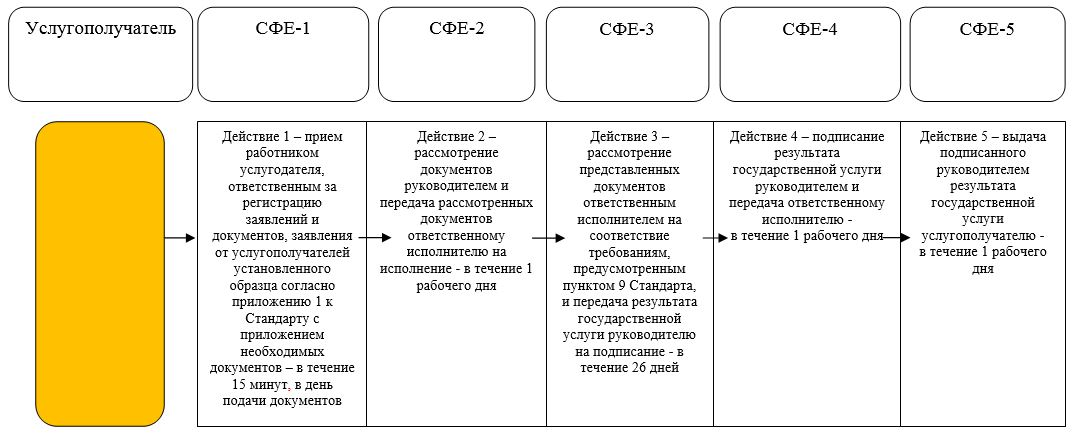 Услугополучатель
СФЕ-1
СФЕ-2
СФЕ-3
СФЕ-4
СФЕ-5
Действие 1 – прием
работником
услугодателя,
ответственным за
регистрацию
заявлений и
документов, заявления
от услугополучателей
установленного
образца согласно
приложению 1 к
Стандарту с
приложением
необходимых
документов – в течение
15 минут, в день
подачи документов
Действие 2 –
рассмотрение
документов
руководителем и
передача рассмотренных
документов
ответственному
исполнителю на
исполнение - в течение 1
рабочего дня
Действие 3 –
рассмотрение
представленных
документов
ответственным
исполнителем на
соответствие
требованиям,
предусмотренным
пунктом 9 Стандарта,
и передача результата
государственной
услуги руководителю
на подписание - в
течение 26 дней
Действие 4 – подписание
результата
государственной услуги
руководителем и
передача ответственному
исполнителю -
в течение 1 рабочего дня
Действие 5 – выдача
подписанного
руководителем
результата
государственной
услуги
услугополучателю -
в течение 1 рабочего
дня